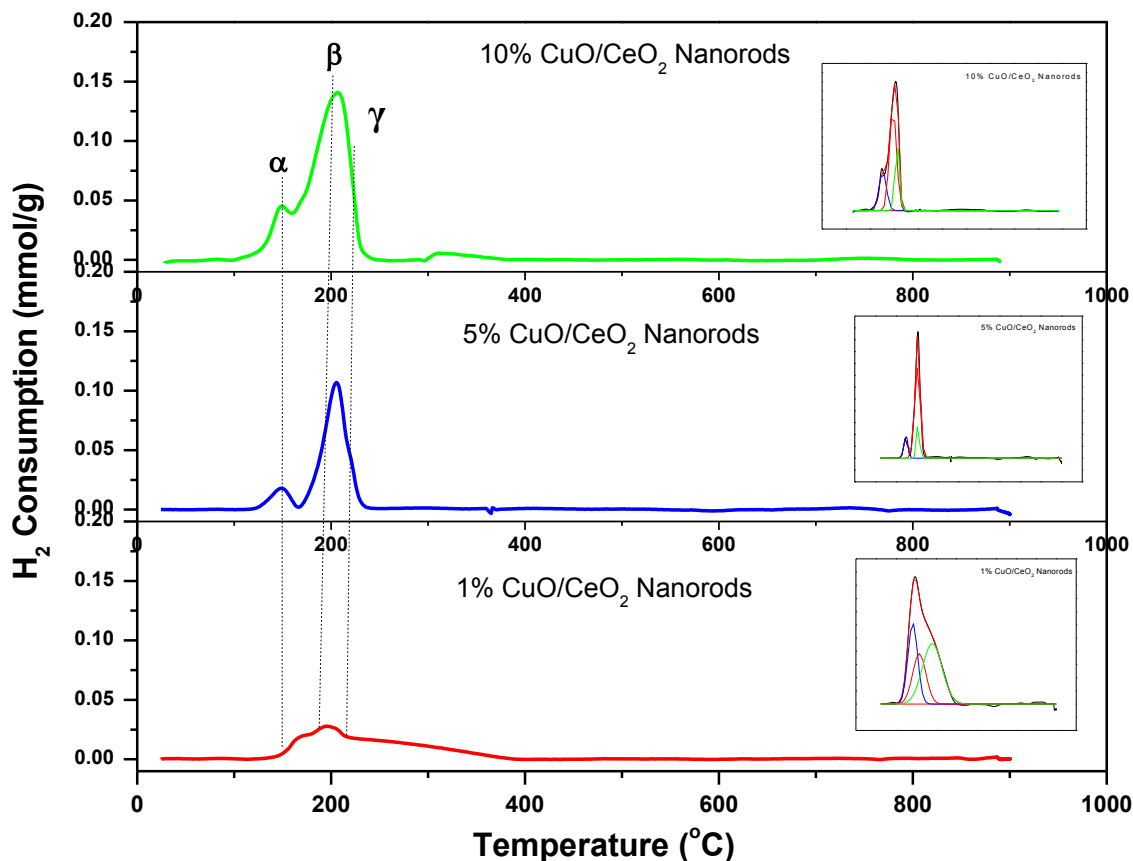 H₂ Consumption (mmol/g)
0.20
0.15
0.10
0.05
0.00
10% CuO/CeO₂ Nanorods
α
β
γ
10% CuO/CeO₂ Nanorods
0 200 400 600 800 1000
0.20
0.15
0.10
0.05
0.00
5% CuO/CeO₂ Nanorods
5% CuO/CeO₂ Nanorods
0 200 400 600 800 1000
0.20
0.15
0.10
0.05
0.00
1% CuO/CeO₂ Nanorods
1% CuO/CeO₂ Nanorods
0 200 400 600 800 1000
Temperature (°C)